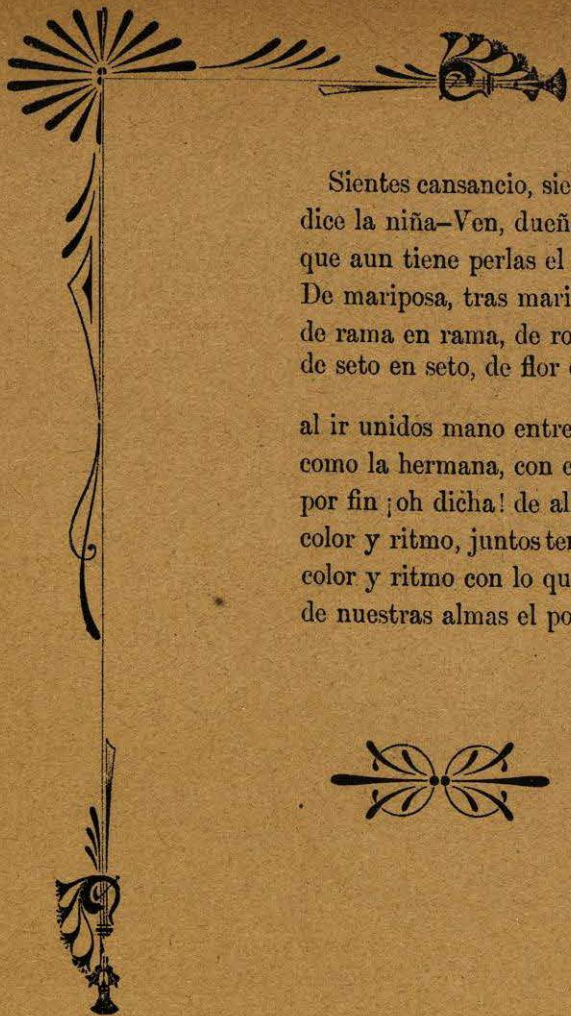 Sientes cansancio, sie
dice la niña–Ven, dueñ
que aun tiene perlas el
De mariposa, tras mari
de rama en rama, de ro
de seto en seto, de flor e
al ir unidos mano entre
como la hermana, con e
por fin ¡oh dicha! de al
color y ritmo, juntos ter
color y ritmo con lo qu
de nuestras almas el po